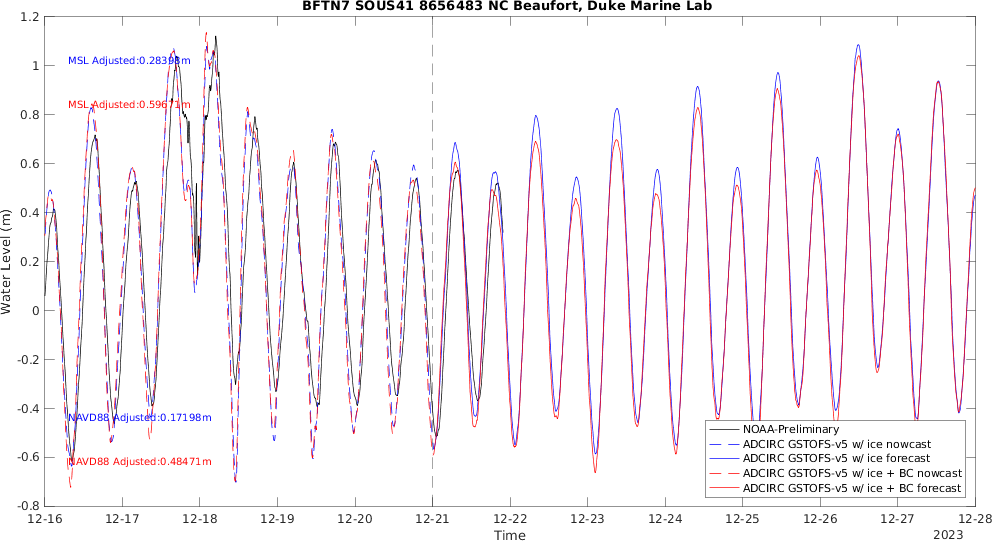 BFTN7 SOUS41 8656483 NC Beaufort, Duke Marine Lab
1.2
1
0.8
0.6
0.4
0.2
0
-0.2
-0.4
-0.6
-0.8
Water Level (m)
MSL Adjusted:0.28393m
MSL Adjusted:0.59671m
NAVD88 Adjusted:0.17198m
NAVD88 Adjusted:0.48471m
NOAA-Preliminary
ADCIRC GSTOFS-v5 w/ ice nowcast
ADCIRC GSTOFS-v5 w/ ice forecast
ADCIRC GSTOFS-v5 w/ ice + BC nowcast
ADCIRC GSTOFS-v5 w/ ice + BC forecast
12-16 12-17 12-18 12-19 12-20 12-21 12-22 12-23 12-24 12-25 12-26 12-27 12-28
Time
2023